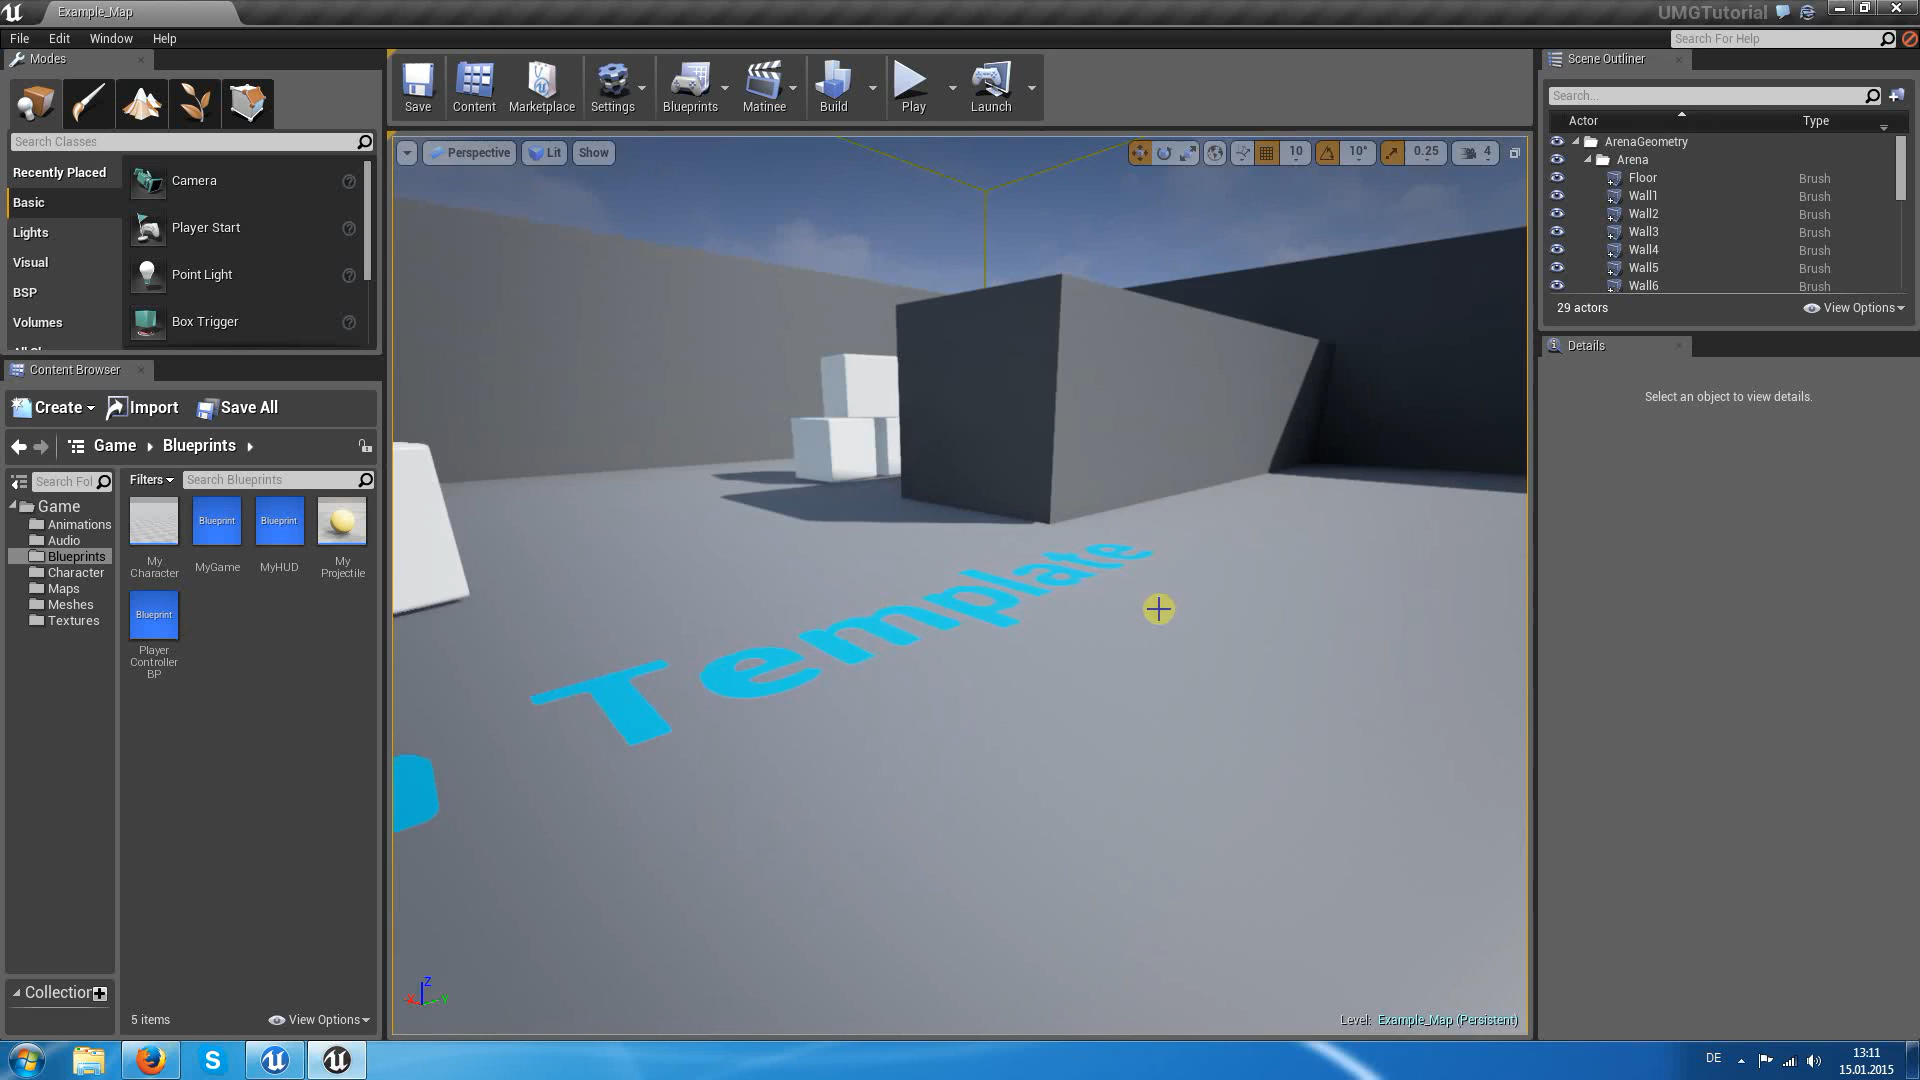 Example_Map
UMGTutorial
File Edit Window Help
Search For Help
Modes
Search Classes
Recently Placed
Basic
Lights
Visual
BSP
Volumes
Camera
Player Start
Point Light
Box Trigger
Save
Content
Marketplace
Settings
Blueprints
Matinee
Build
Play
Launch
Perspective
Lit
Show
10
10°
0.25
4
Template
Z
X
Y
Level: Example_Map (Persistent)
Scene Outliner
Search...
Actor Type
ArenaGeometry
Arena
Floor Brush
Wall1 Brush
Wall2 Brush
Wall3 Brush
Wall4 Brush
Wall5 Brush
Wall6 Brush
29 actors
View Options
Details
Select an object to view details.
Content Browser
Create
Import
Save All
Game Blueprints
Search Fol
Filters
Search Blueprints
Game
Animations
Audio
Blueprints
Character
Maps
Meshes
Textures
Collection
Blueprint
Blueprint
My
Character
MyGame
MyHUD
My
Projectile
Blueprint
Player
Controller
BP
5 items
View Options
DE
13:11
15.01.2015